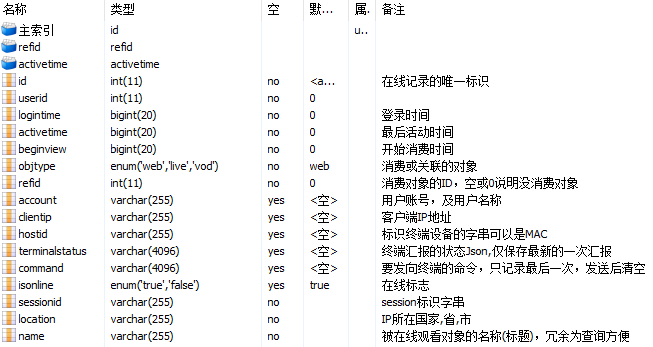 名称 类型 空 默... 属. 备注
主索引 id u..
refid refid
activetime activetime
id int(11) no <a... 在线记录的唯一标识
userid int(11) no 0
logintime bigint(20) no 0 登录时间
activetime bigint(20) no 0 最后活动时间
beginview bigint(20) no 0 开始消费时间
objtype enum('web','live','vod') no web 消费或关联的对象
refid int(11) no 0 消费对象的ID，空或0说明没消费对象
account varchar(255) yes <空> 用户账号，及用户名称
clientip varchar(255) yes <空> 客户端IP地址
hostid varchar(255) yes <空> 标识终端设备的字串可以是MAC
terminalstatus varchar(4096) yes <空> 终端汇报的状态Json,仅保存最新的一次汇报
command varchar(4096) yes <空> 要发向终端的命令，只记录最后一次，发送后清空
isonline enum('true','false') yes true 在线标志
sessionid varchar(255) no session标识字串
location varchar(255) no IP所在国家,省,市
name varchar(255) no 被在线观看对象的名称(标题)，冗余为查询方便